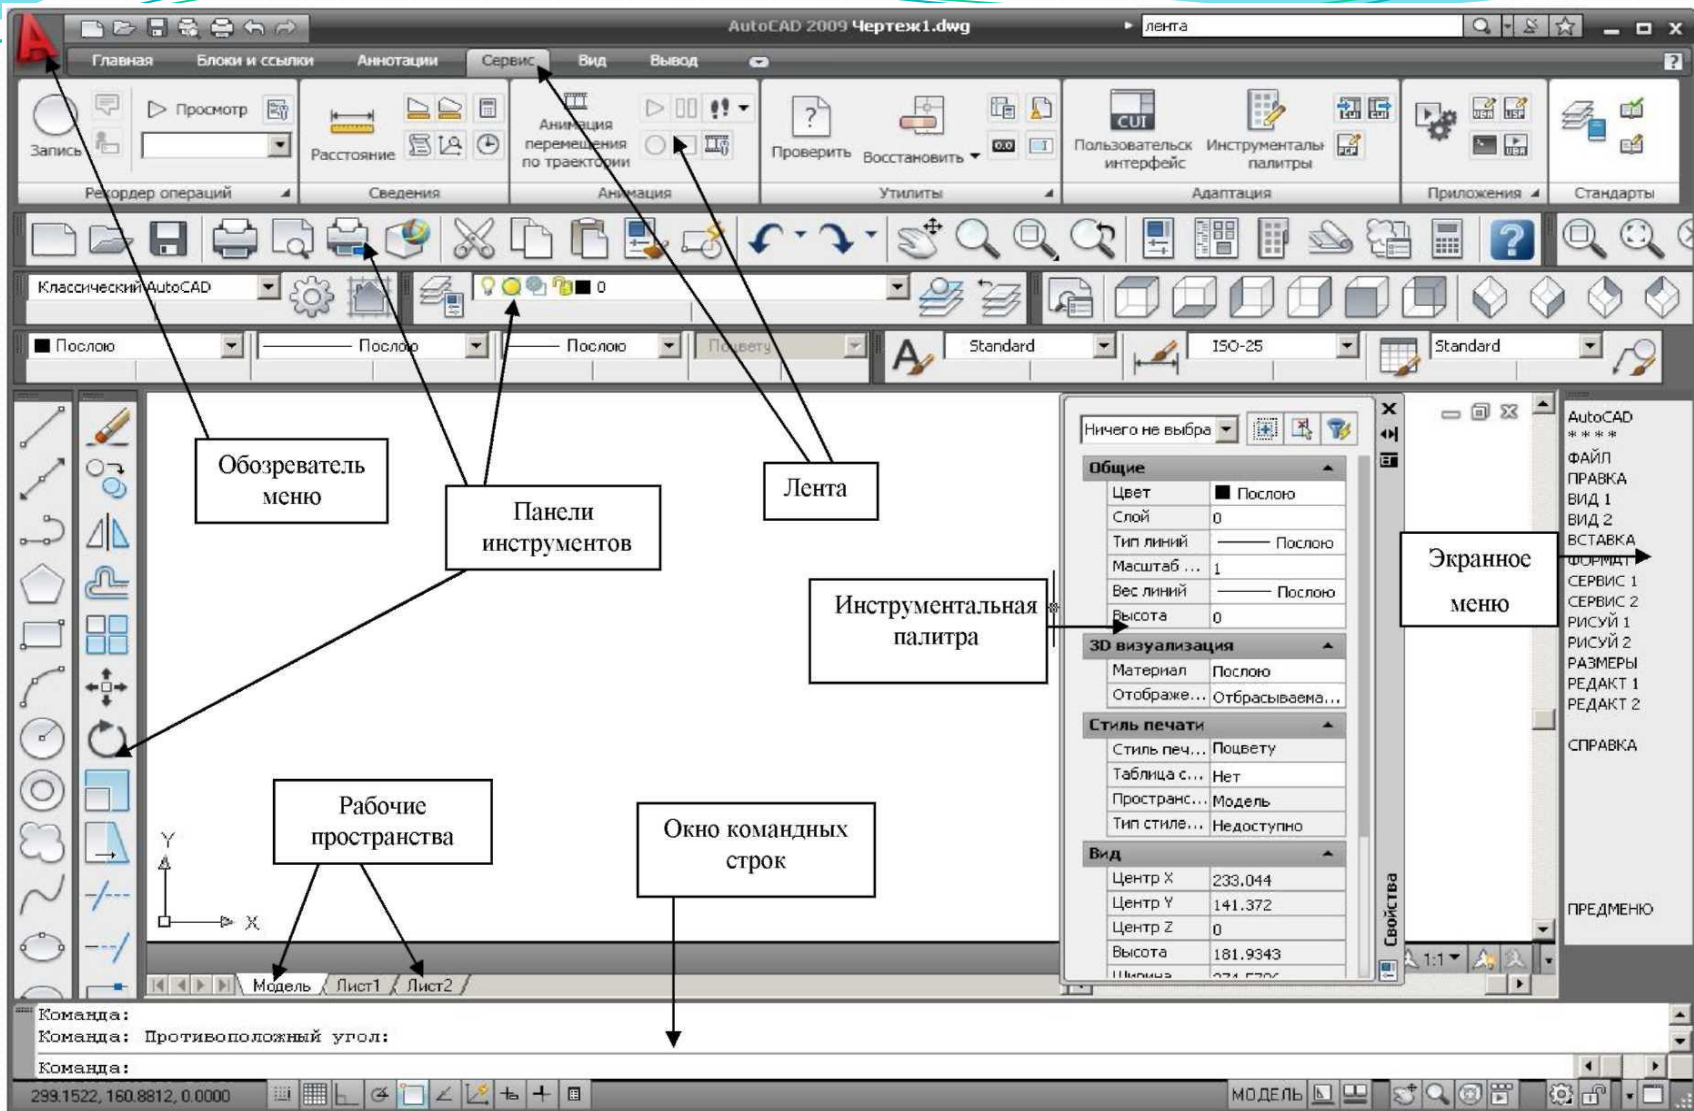 AutoCAD 2009 Чертеж1.dwg
лента
Главная Блоки и ссылки Аннотации Сервис Вид Вывод
Просмотр
Запись
Рекордер операций
Расстояние
Сведения
Анимация
перемещения
по траектории
Анимация
Проверить
Восстановить
0.0
Утилиты
CUI
Пользовательск
интерфейс
Инструменталы
палитры
Адаптация
Приложения
Стандарты
Классический AutoCAD
0
Послою
Послою
Послою
Поцвету
Standard
ISO-25
Standard
Обозреватель
меню
Панели
инструментов
Лента
Инструментальная
палитра
Экранное
меню
Рабочие
пространства
Окно командных
строк
Ничего не выбра
Общие
Цвет Послою
Слой 0
Тип линий Послою
Масштаб ... 1
Вес линий Послою
Высота 0
3D визуализация
Материал Послою
Отображе... Отбрасываема...
Стиль печати
Стиль печ... Поцвету
Таблица с... Нет
Пространс... Модель
Тип стиле... Недоступно
Вид
Центр X 233.044
Центр Y 141.372
Центр Z 0
Высота 181.9343
Ширина
Свойства
AutoCAD
* * * *
ФАЙЛ
ПРАВКА
ВИД 1
ВИД 2
ВСТАВКА
ФОРМАТ
СЕРВИС 1
СЕРВИС 2
РИСУЙ 1
РИСУЙ 2
РАЗМЕРЫ
РЕДАКТ 1
РЕДАКТ 2
СПРАВКА
ПРЕДМЕНЮ
Y
X
1:1
Модель Лист1 Лист2
Команда:
Команда: Противоположный угол:
Команда:
299.1522, 160.8812, 0.0000
МОДЕЛЬ